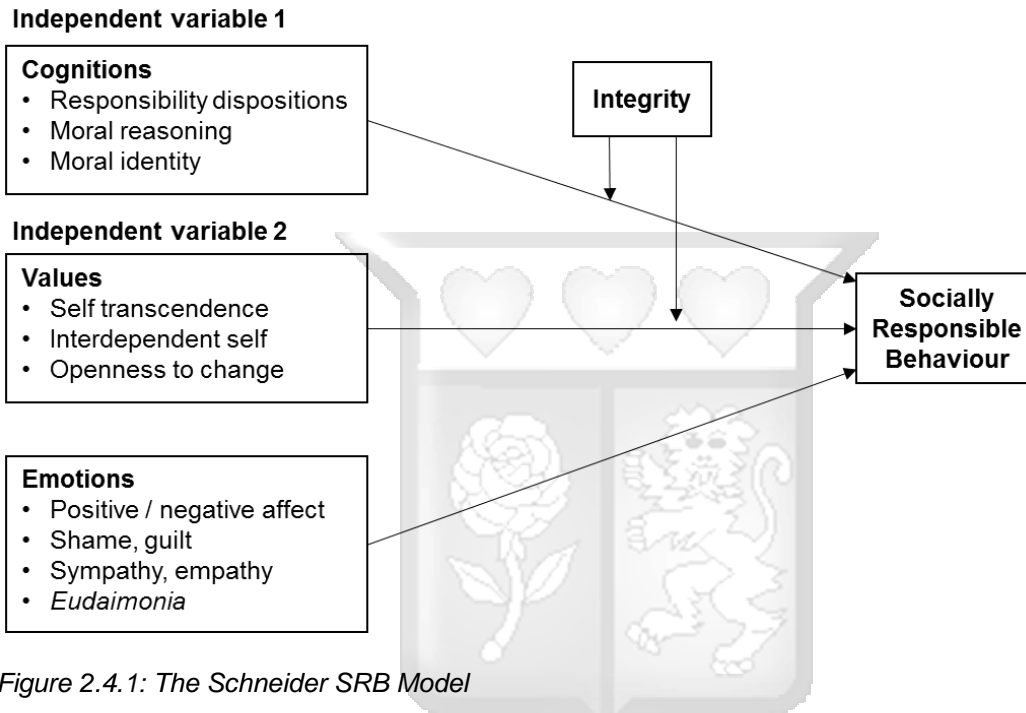 Independent variable 1
Cognitions
• Responsibility dispositions
• Moral reasoning
• Moral identity
Integrity
Independent variable 2
Values
• Self transcendence
• Interdependent self
• Openness to change
Socially
Responsible
Behaviour
Emotions
• Positive / negative affect
• Shame, guilt
• Sympathy, empathy
• Eudaimonia
Figure 2.4.1: The Schneider SRB Model